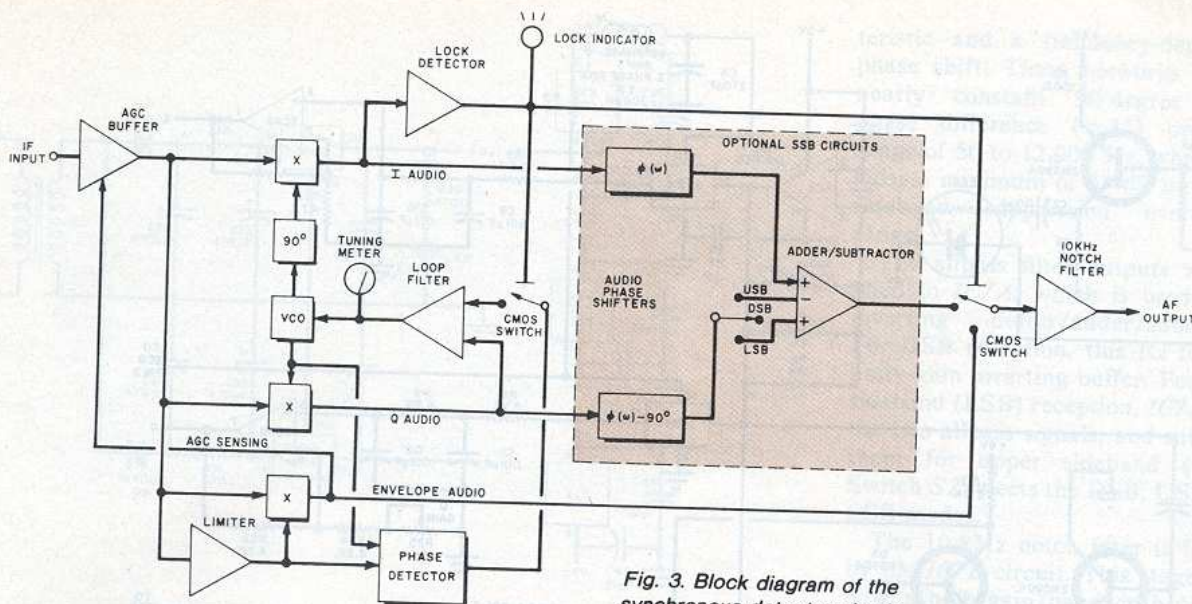 LOCK INDICATOR
LOCK
DETECTOR
AGC
BUFFER
IF
INPUT
OPTIONAL SSB CIRCUITS
X
I AUDIO
ϕ(ω)
90°
TUNING
METER
LOOP
FILTER
AUDIO
PHASE
SHIFTERS
ADDER/SUBTRACTOR
10KHz
NOTCH
FILTER
VCO
CMOS
SWITCH
USB
DSB
LSB
+
−
+
AF
OUTPUT
CMOS
SWITCH
X
Q AUDIO
ϕ(ω)-90°
AGC SENSING
X
ENVELOPE AUDIO
LIMITER
PHASE
DETECTOR
Fig. 3. Block diagram of the